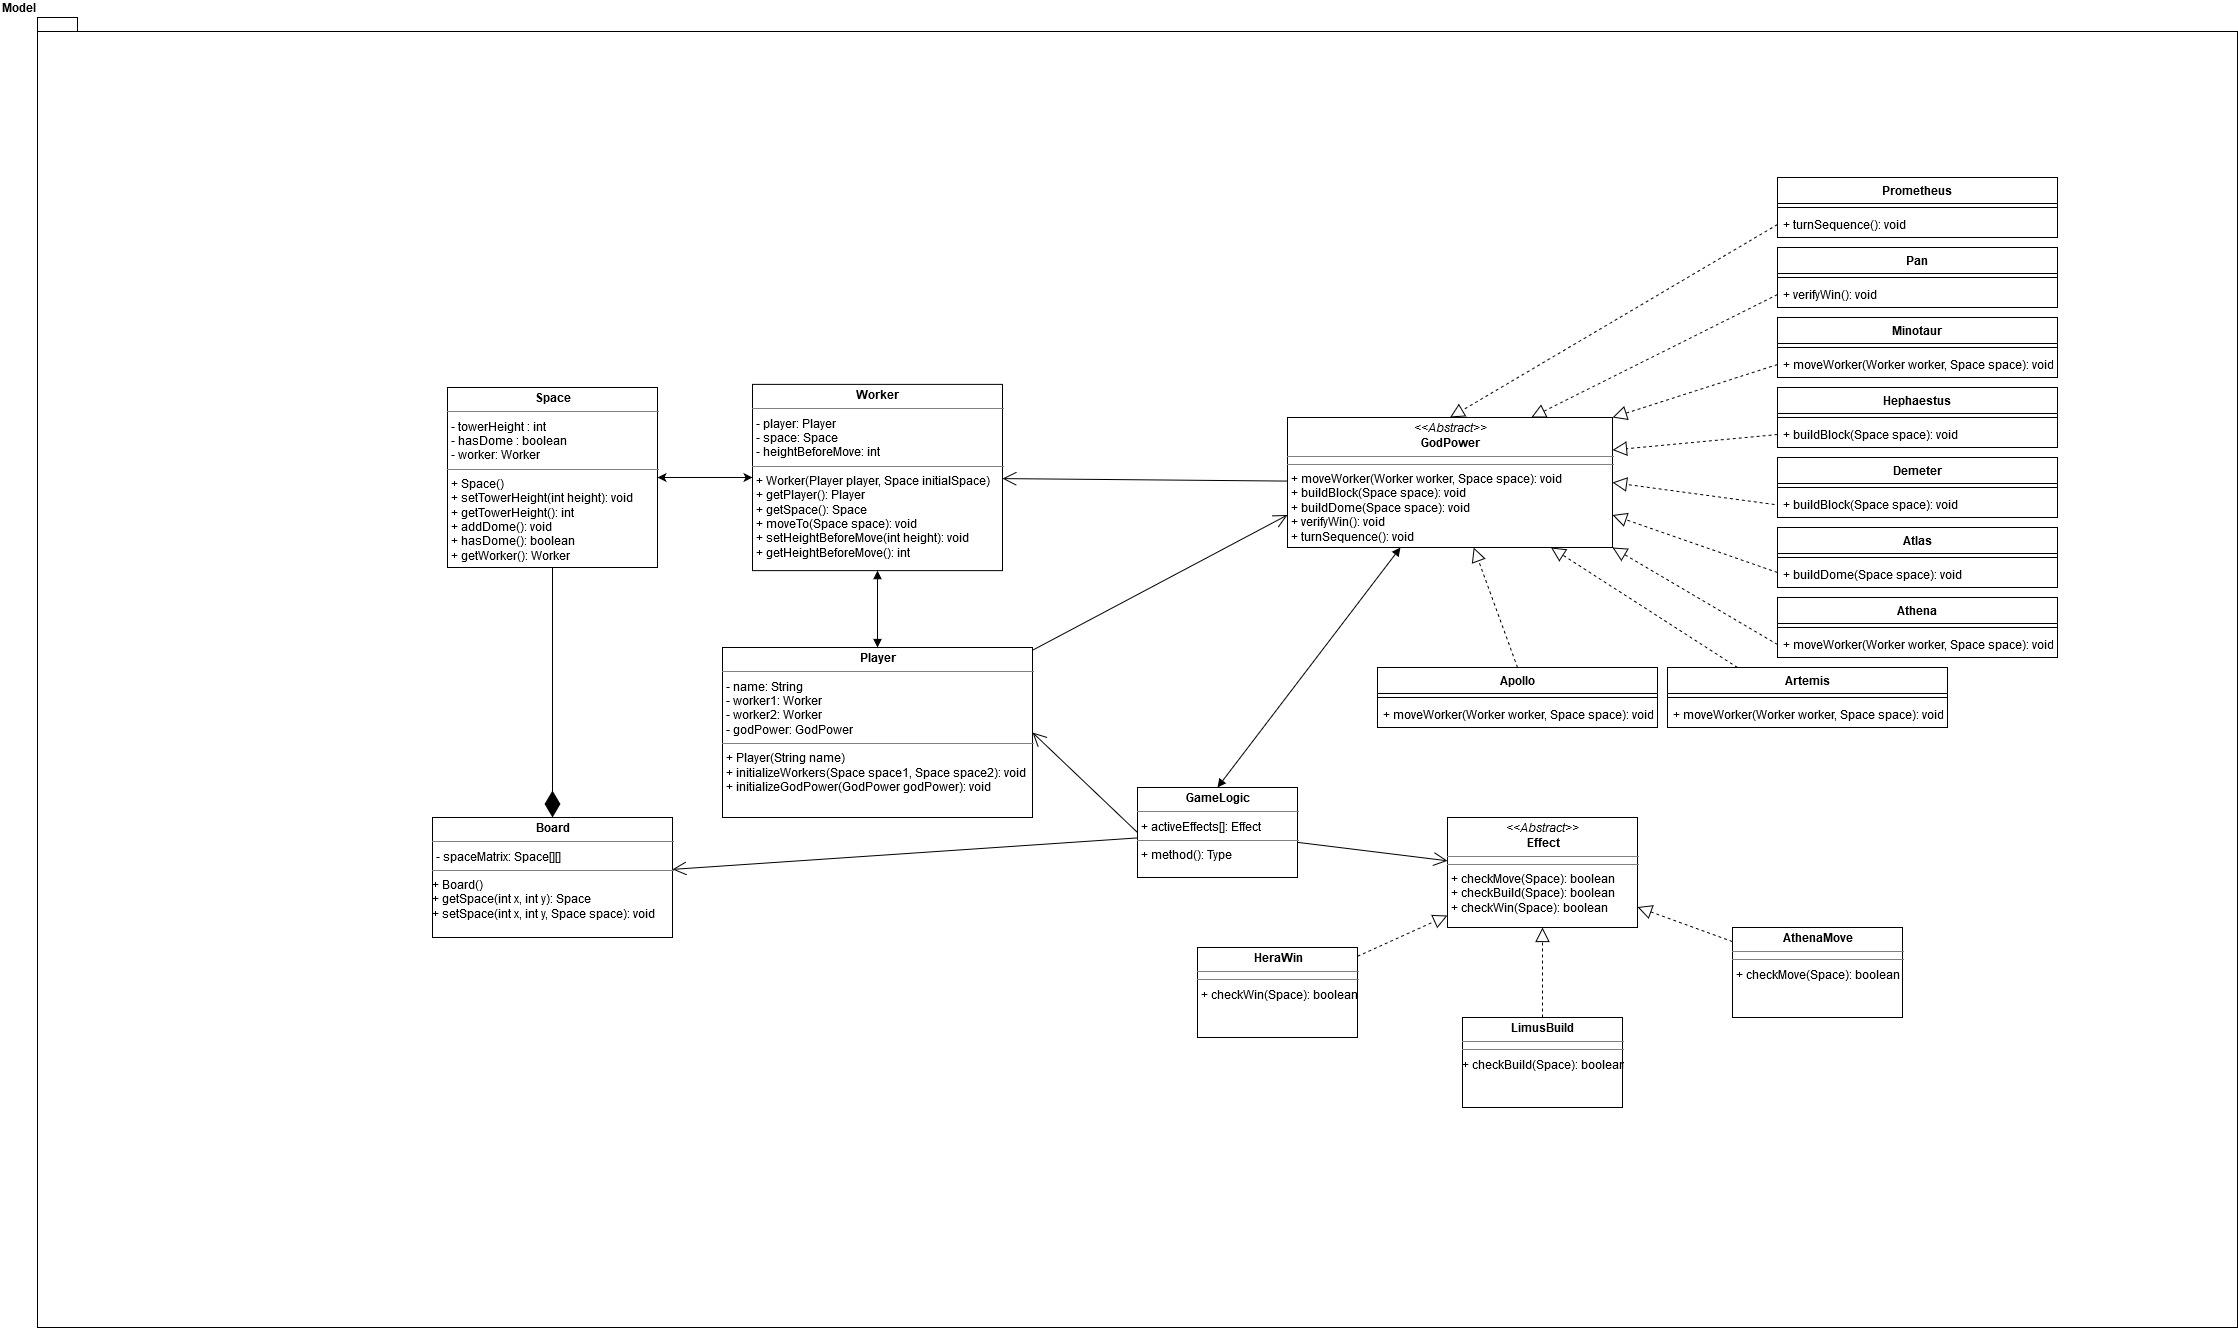 Model
Prometheus
+ turnSequence(): void
Pan
+ verifyWin(): void
Minotaur
+ moveWorker(Worker worker, Space space): void
Hephaestus
+ buildBlock(Space space): void
Demeter
+ buildBlock(Space space): void
Atlas
+ buildDome(Space space): void
Athena
+ moveWorker(Worker worker, Space space): void
Space
- towerHeight : int
- hasDome : boolean
- worker: Worker
+ Space()
+ setTowerHeight(int height): void
+ getTowerHeight(): int
+ addDome(): void
+ hasDome(): boolean
+ getWorker(): Worker
Worker
- player: Player
- space: Space
- heightBeforeMove: int
+ Worker(Player player, Space initialSpace)
+ getPlayer(): Player
+ getSpace(): Space
+ moveTo(Space space): void
+ setHeightBeforeMove(int height): void
+ getHeightBeforeMove(): int
<<Abstract>>
GodPower
+ moveWorker(Worker worker, Space space): void
+ buildBlock(Space space): void
+ buildDome(Space space): void
+ verifyWin(): void
+ turnSequence(): void
Player
- name: String
- worker1: Worker
- worker2: Worker
- godPower: GodPower
+ Player(String name)
+ initializeWorkers(Space space1, Space space2): void
+ initializeGodPower(GodPower godPower): void
Apollo
+ moveWorker(Worker worker, Space space): void
Artemis
+ moveWorker(Worker worker, Space space): void
Board
- spaceMatrix: Space[][]
+ Board()
+ getSpace(int x, int y): Space
+ setSpace(int x, int y, Space space): void
GameLogic
+ activeEffects[]: Effect
+ method(): Type
<<Abstract>>
Effect
+ checkMove(Space): boolean
+ checkBuild(Space): boolean
+ checkWin(Space): boolean
HeraWin
+ checkWin(Space): boolean
AthenaMove
+ checkMove(Space): boolean
LimusBuild
+ checkBuild(Space): boolean